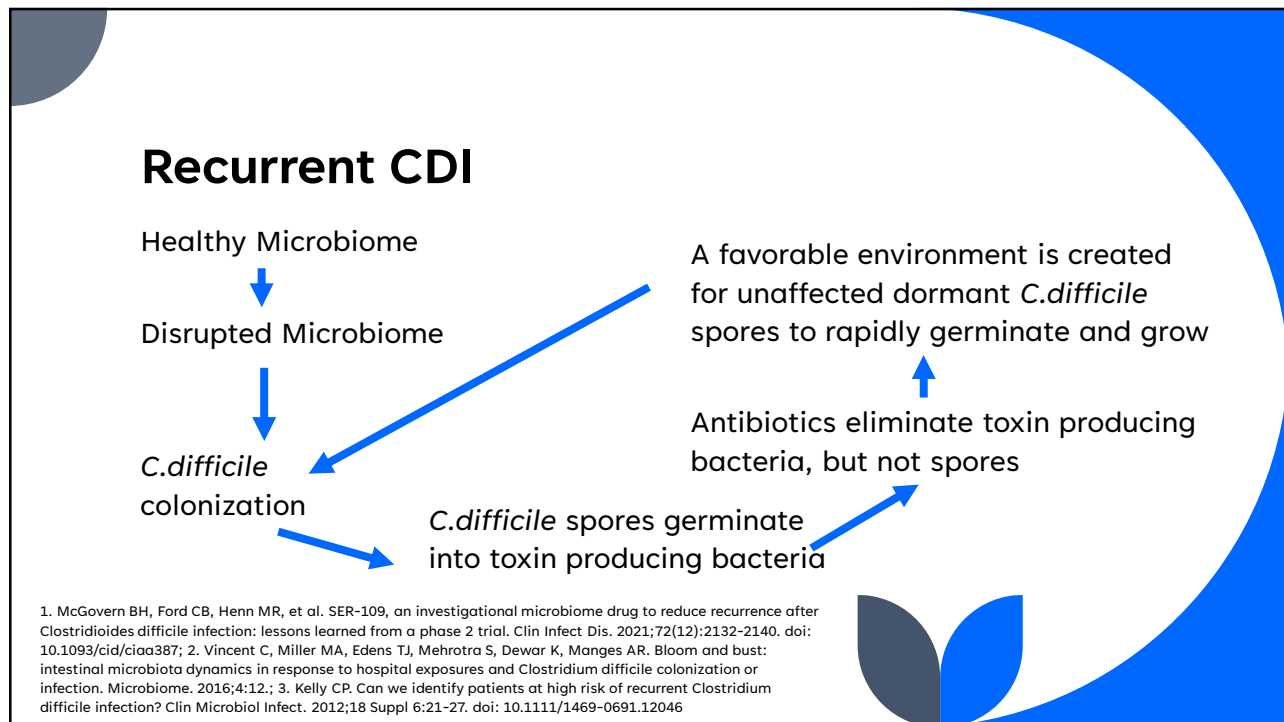 Recurrent CDI
Healthy Microbiome
Disrupted Microbiome
C.difficile
colonization
C.difficile spores germinate
into toxin producing bacteria
Antibiotics eliminate toxin producing
bacteria, but not spores
A favorable environment is created
for unaffected dormant C.difficile
spores to rapidly germinate and grow
1. McGovern BH, Ford CB, Henn MR, et al. SER-109, an investigational microbiome drug to reduce recurrence after
Clostridioides difficile infection: lessons learned from a phase 2 trial. Clin Infect Dis. 2021;72(12):2132-2140. doi:
10.1093/cid/ciaa387; 2. Vincent C, Miller MA, Edens TJ, Mehrotra S, Dewar K, Manges AR. Bloom and bust:
intestinal microbiota dynamics in response to hospital exposures and Clostridium difficile colonization or
infection. Microbiome. 2016;4:12.; 3. Kelly CP. Can we identify patients at high risk of recurrent Clostridium
difficile infection? Clin Microbiol Infect. 2012;18 Suppl 6:21-27. doi: 10.1111/1469-0691.12046